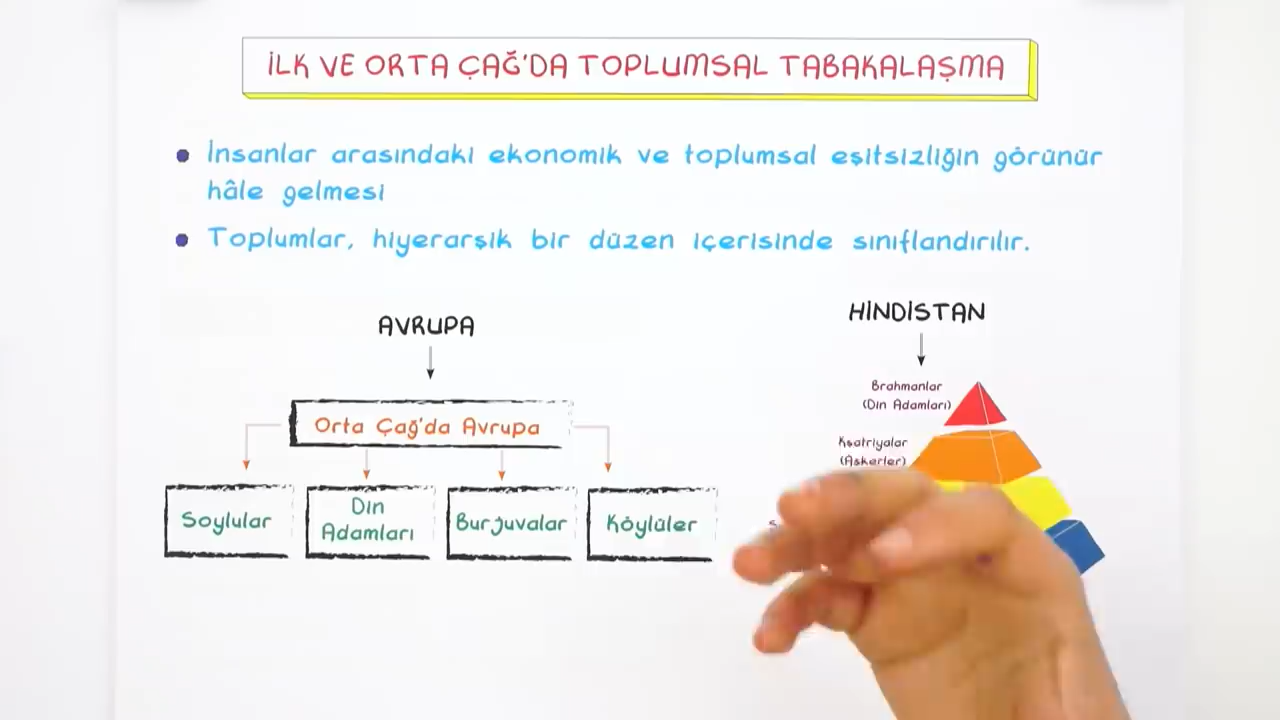 İLK VE ORTA ÇAĞ'DA TOPLUMSAL TABAKALAŞMA
İnsanlar arasındaki ekonomik ve toplumsal eşitsizliğin görünür
hâle gelmesi
Toplumlar, hiyerarşik bir düzen içerisinde sınıflandırılır.
AVRUPA
Orta Çağ'da Avrupa
Soylular
Din
Adamları
Burjuvalar
Köylüler
HİNDİSTAN
Brahmanlar
(Din Adamları)
Kşatriyalar
(Askerler)